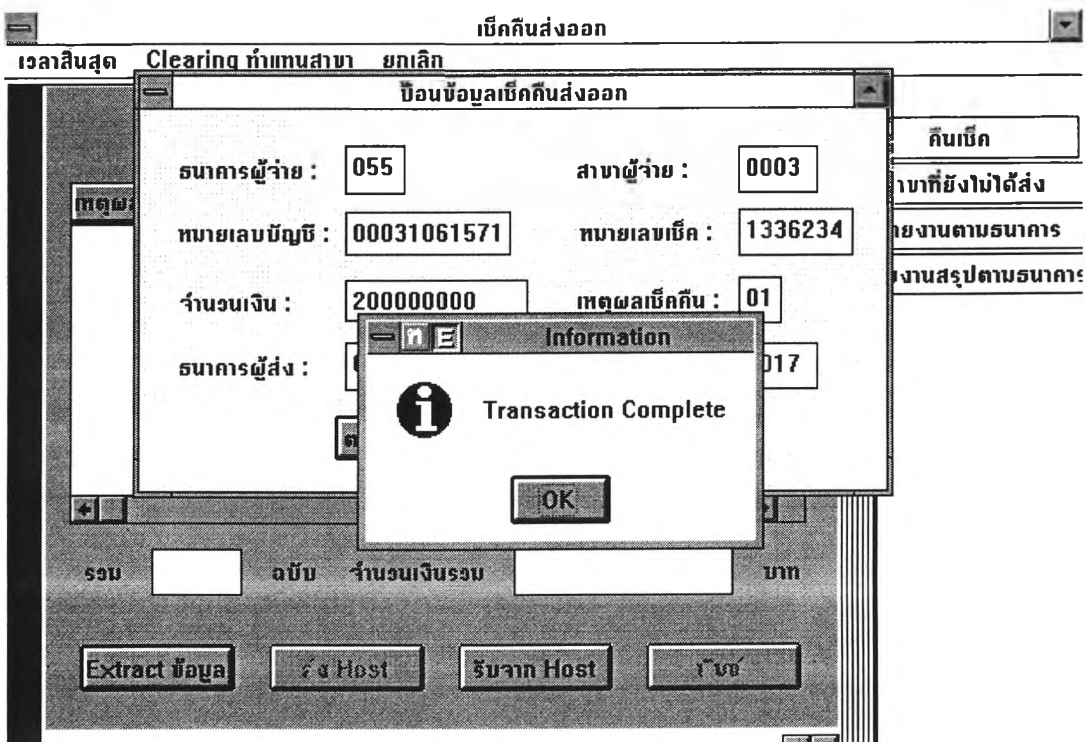 เช็คคืนส่งออก
เวลาสิ้นสุด Clearing ทำแทนสาขา ยกเลิก
ป้อนข้อมูลเช็คคืนส่งออก
คืนเช็ค
ธนาคารผู้จ่าย : 055 สาขาผู้จ่าย : 0003
าขาที่ยังไม่ได้ส่ง
เหตุผล
หมายเลขบัญชี : 00031061571 หมายเลขเช็ค : 1336234
ายงานตามธนาคาร
งานสรุปตามธนาคาร
จำนวนเงิน : 200000000 เหตุผลเช็คคืน : 01
ก E Information
ธนาคารผู้ส่ง : 017
Transaction Complete
OK
รวม ฉบับ จำนวนเงินรวม บาท
Extract ข้อมูล Host รับจาก Host